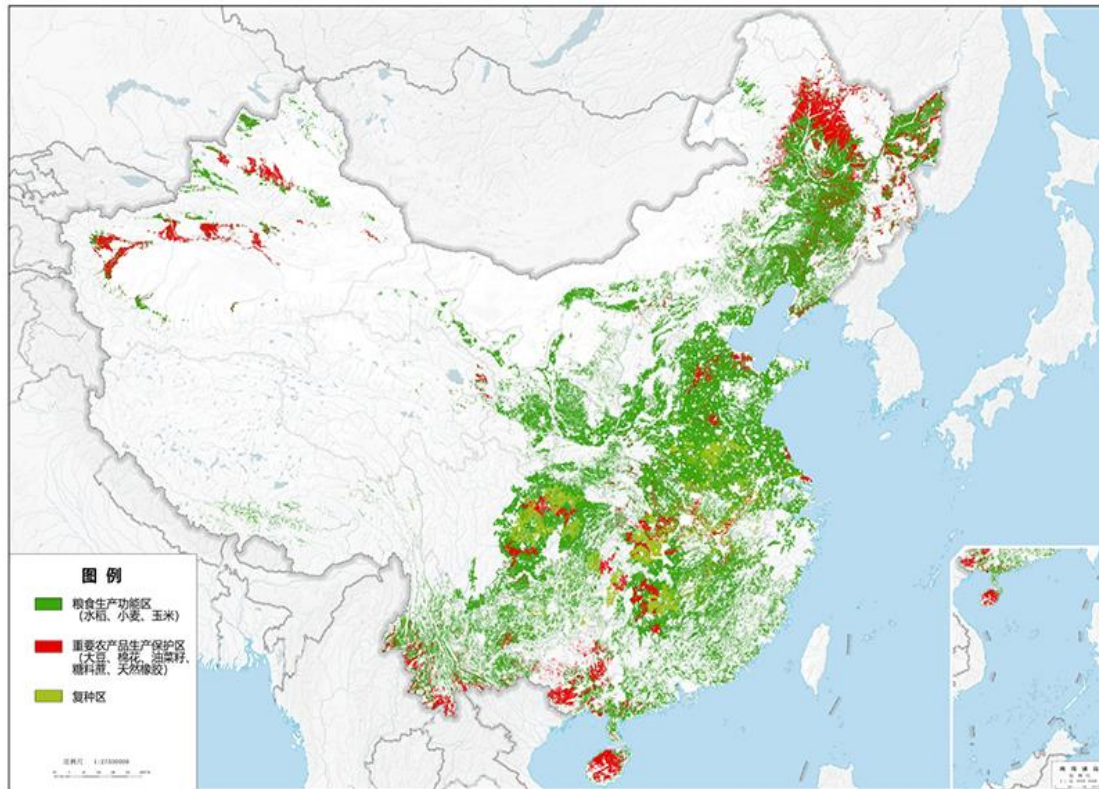 图例
粮食生产功能区
（水稻、小麦、玉米）
重要农产品生产保护区
（大豆、棉花、油菜籽、
糖料蔗、天然橡胶）
复种区